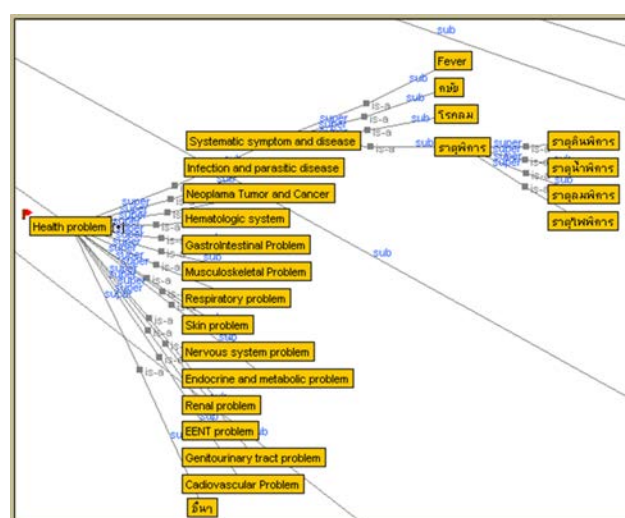 sub
Fever
กษัย
โรคลม
Systematic symptom and disease
ธาตุพิการ
ธาตุดินพิการ
ธาตุน้ำพิการ
ธาตุลมพิการ
ธาตุไฟพิการ
Infection and parasitic disease
Neoplama Tumor and Cancer
Hematologic system
Health problem
GastroIntestinal Problem
sub
Musculoskeletal Problem
Respiratory problem
Skin problem
Nervous system problem
Endocrine and metabolic problem
Renal problem
EENT problem
Genitourinary tract problem
Cadiovascular Problem
อื่นๆ
super
is-a
sub